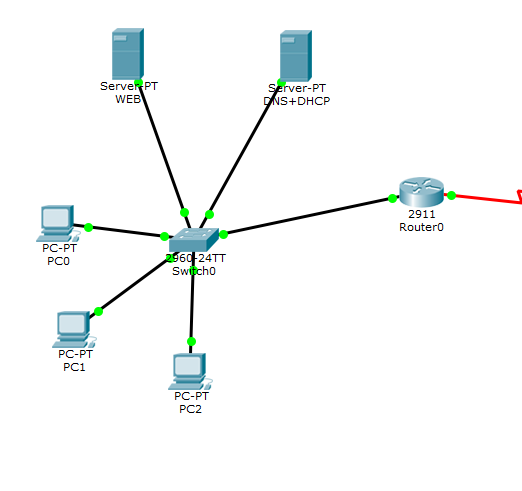 Server-PT
WEB
Server-PT
DNS+DHCP
2911
Router0
PC-PT
PC0
2960-24TT
Switch0
PC-PT
PC1
PC-PT
PC2